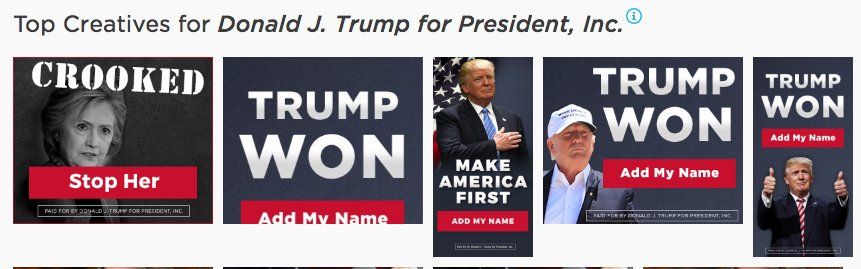 Top Creatives for Donald J. Trump for President, Inc.
CROOKED
Stop Her
PAID FOR BY DONALD J. TRUMP FOR PRESIDENT, INC.
TRUMP
WON
Add My Name
MAKE
AMERICA
FIRST
ADD MY NAME
Paid for by Donald J. Trump for President, Inc.
TRUMP
WON
Add My Name
PAID FOR BY DONALD J. TRUMP FOR PRESIDENT, INC.
TRUMP
WON
Add My Name
PAID FOR BY DONALD J. TRUMP FOR PRESIDENT, INC.